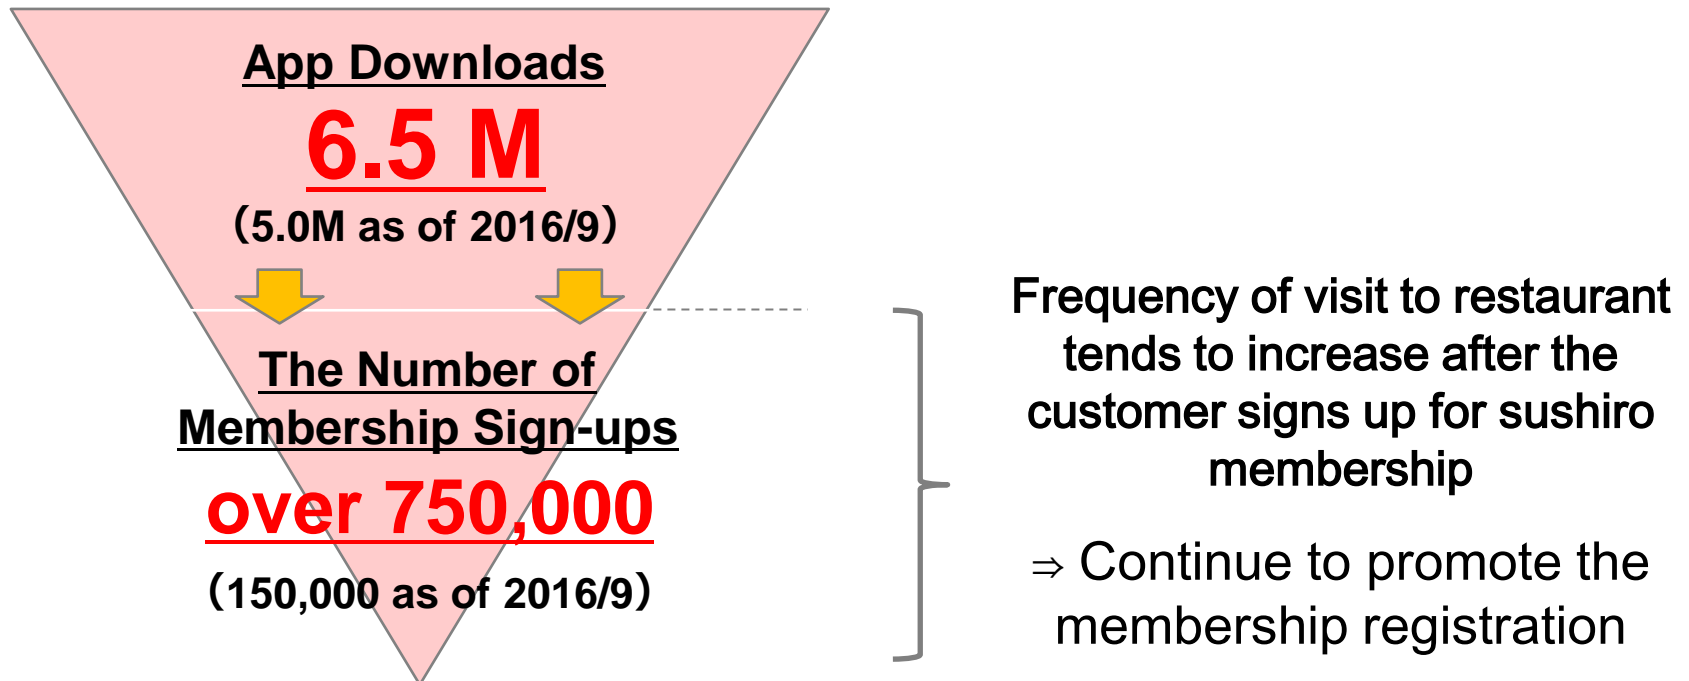 App Downloads
6.5 M
（5.0M as of 2016/9）
The Number of
Membership Sign-ups
over 750,000
（150,000 as of 2016/9）
Frequency of visit to restaurant
tends to increase after the
customer signs up for sushiro
membership
⇒ Continue to promote the
membership registration